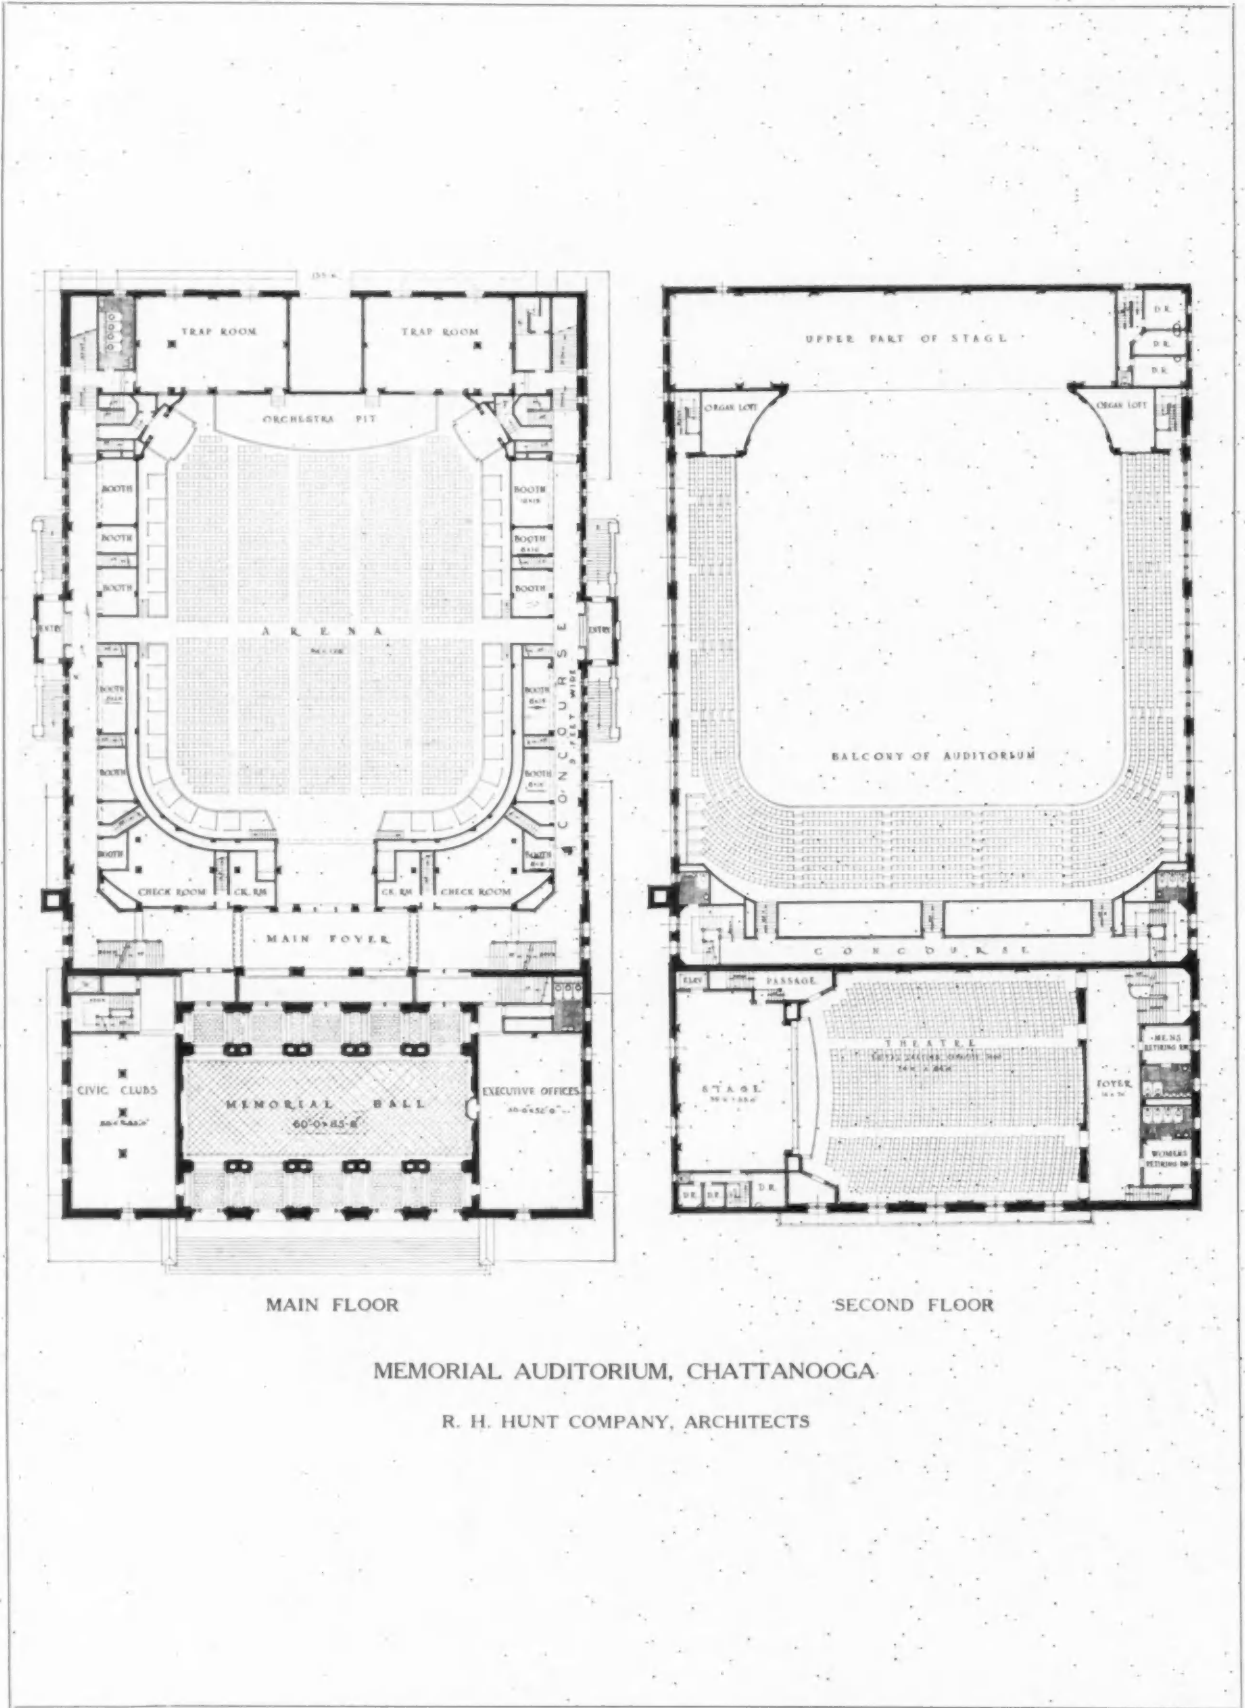 TRAP ROOM
TRAP ROOM
ORCHESTRA PIT
BOOTH
BOOTH
BOOTH
BOOTH
BOOTH
BOOTH
ENTRY
ARENA
ENTRY
BOOTH
BOOTH
BOOTH
BOOTH
BOOTH
BOOTH
CONCOURSE
FEET WIDE
CHECK ROOM
CK. RM
CK. RM
CHECK ROOM
MAIN FOYER
CIVIC CLUBS
MEMORIAL HALL
60'-0 x 85'-8"
EXECUTIVE OFFICES
MAIN FLOOR
UPPER PART OF STAGE
D.R.
D.R.
D.R.
ORGAN LOFT
ORGAN LOFT
BALCONY OF AUDITORIUM
CONCOURSE
ELEV
PASSAGE
THEATRE
STAGE
FOYER
MENS
RETIRING RM
WOMENS
RETIRING RM
D.R.
D.R.
D.R.
SECOND FLOOR
MEMORIAL AUDITORIUM, CHATTANOOGA
R. H. HUNT COMPANY, ARCHITECTS